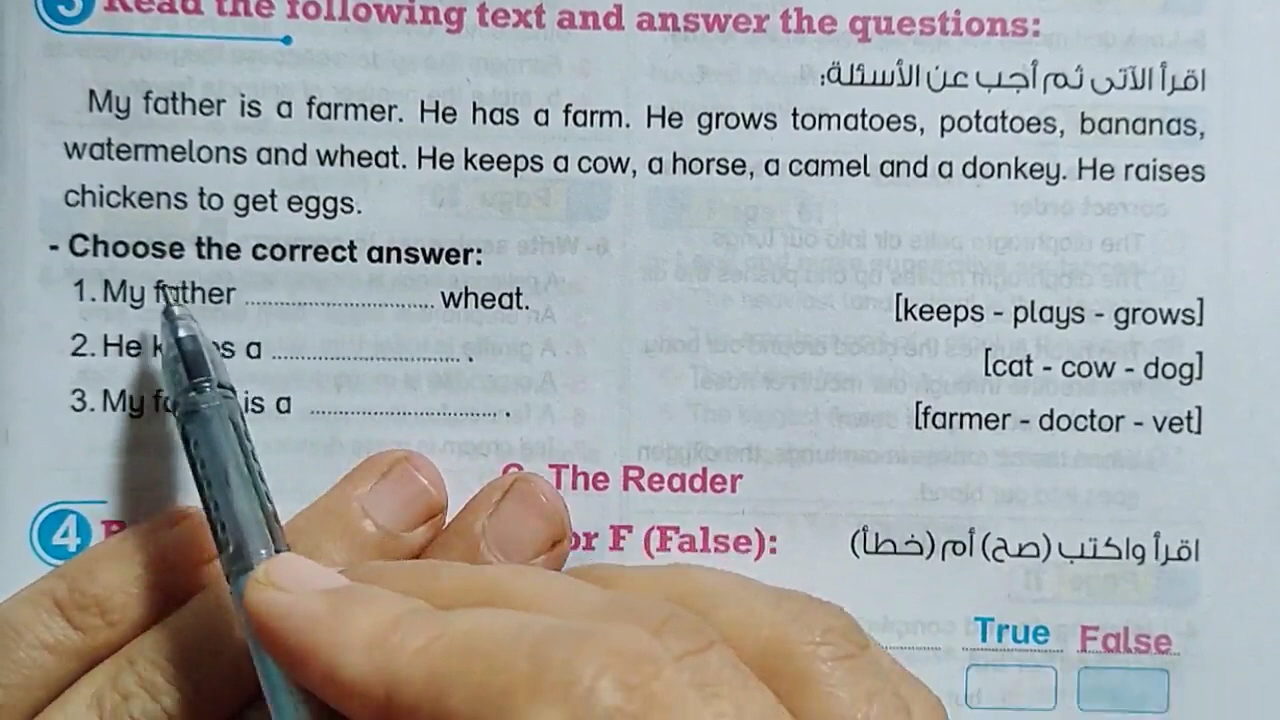 3 Read the following text and answer the questions:
اقرأ الآتى ثم أجب عن الأسئلة:
My father is a farmer. He has a farm. He grows tomatoes, potatoes, bananas,
watermelons and wheat. He keeps a cow, a horse, a camel and a donkey. He raises
chickens to get eggs.
- Choose the correct answer:
1. My father .................... wheat. [keeps - plays - grows]
2. He a .................... . [cat - cow - dog]
3. My is a .................... . [farmer - doctor - vet]
The Reader
4 or F (False): اقرأ واكتب (صح) أم (خطأ)
True False